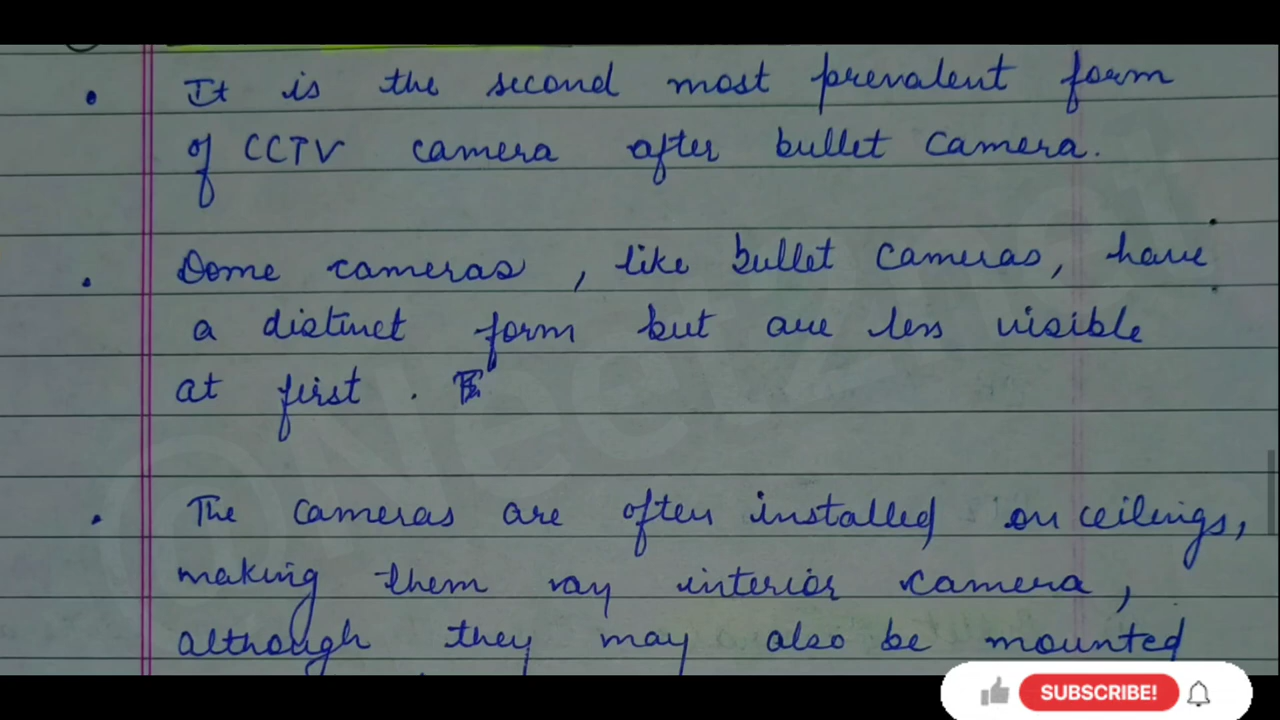 It is the second most prevalent form
of CCTV camera after bullet camera.
Dome cameras, like bullet cameras, have
a distinct form but are less visible
at first.
The cameras are often installed on ceilings,
making them ray interior camera,
although they may also be mounted
SUBSCRIBE!